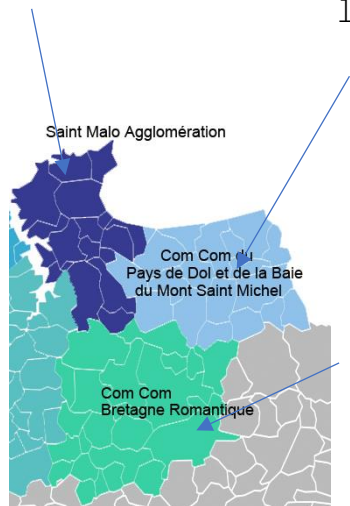 1
Saint Malo Agglomération
Com Com du
Pays de Dol et de la Baie
du Mont Saint Michel
Com Com
Bretagne Romantique